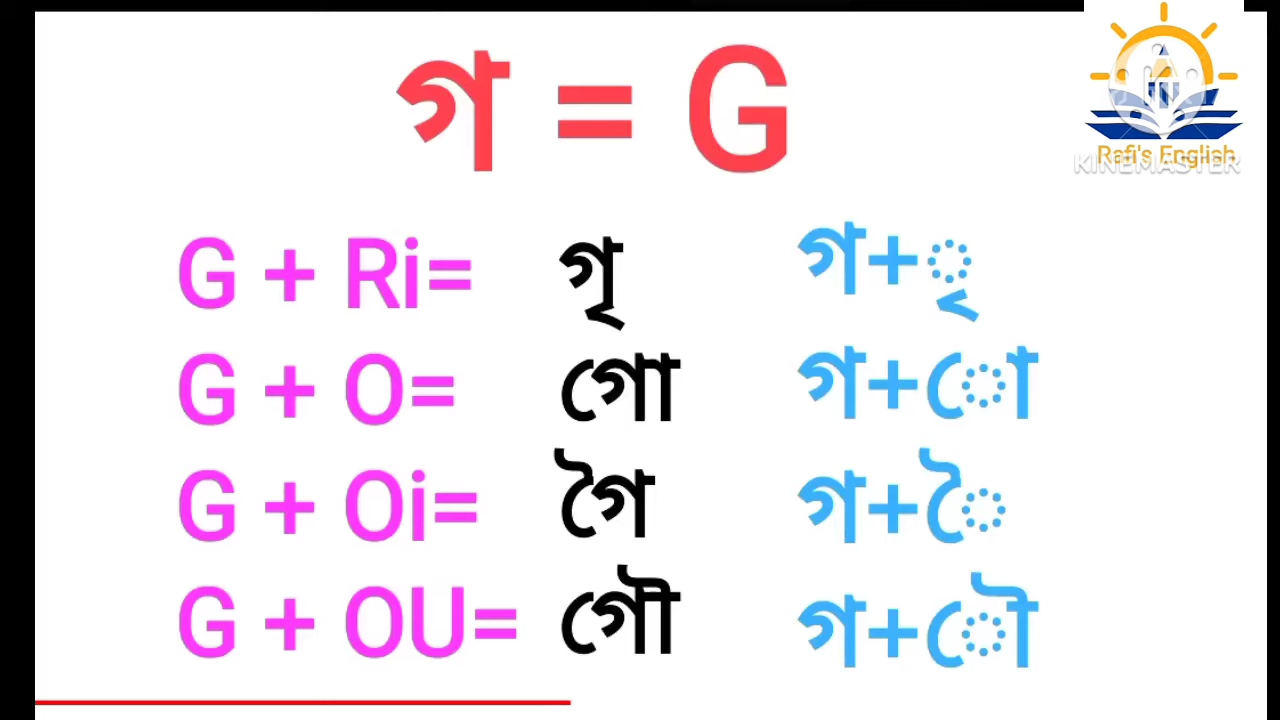 গ = G
Rafi's English
KINEMASTER
G + Ri= গৃ গ+ৃ
G + O= গো গ+ো
G + Oi= গৈ গ+ৈ
G + OU= গৌ গ+ৌ